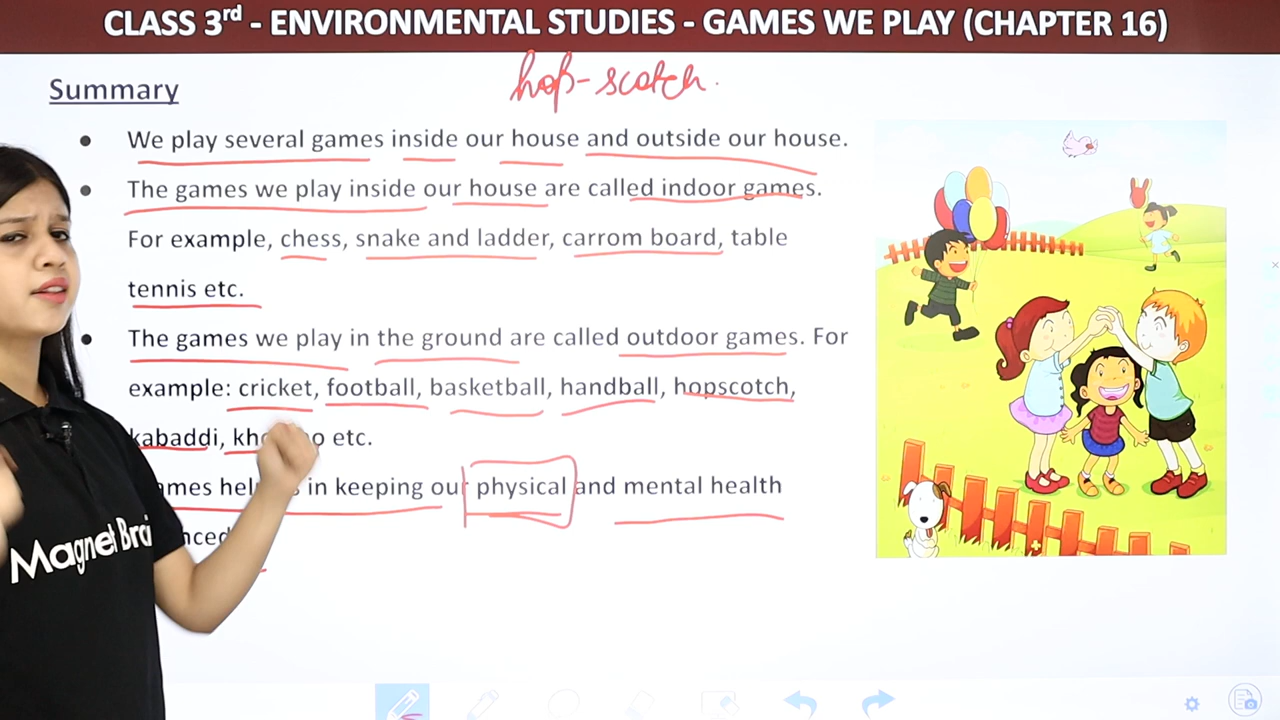 CLASS 3rd - ENVIRONMENTAL STUDIES - GAMES WE PLAY (CHAPTER 16)
hop-scotch.
Summary
• We play several games inside our house and outside our house.
• The games we play inside our house are called indoor games.
For example, chess, snake and ladder, carrom board, table
tennis etc.
• The games we play in the ground are called outdoor games. For
example: cricket, football, basketball, handball, hopscotch,
kabaddi, etc.
in keeping our physical and mental health
Magnet Brai